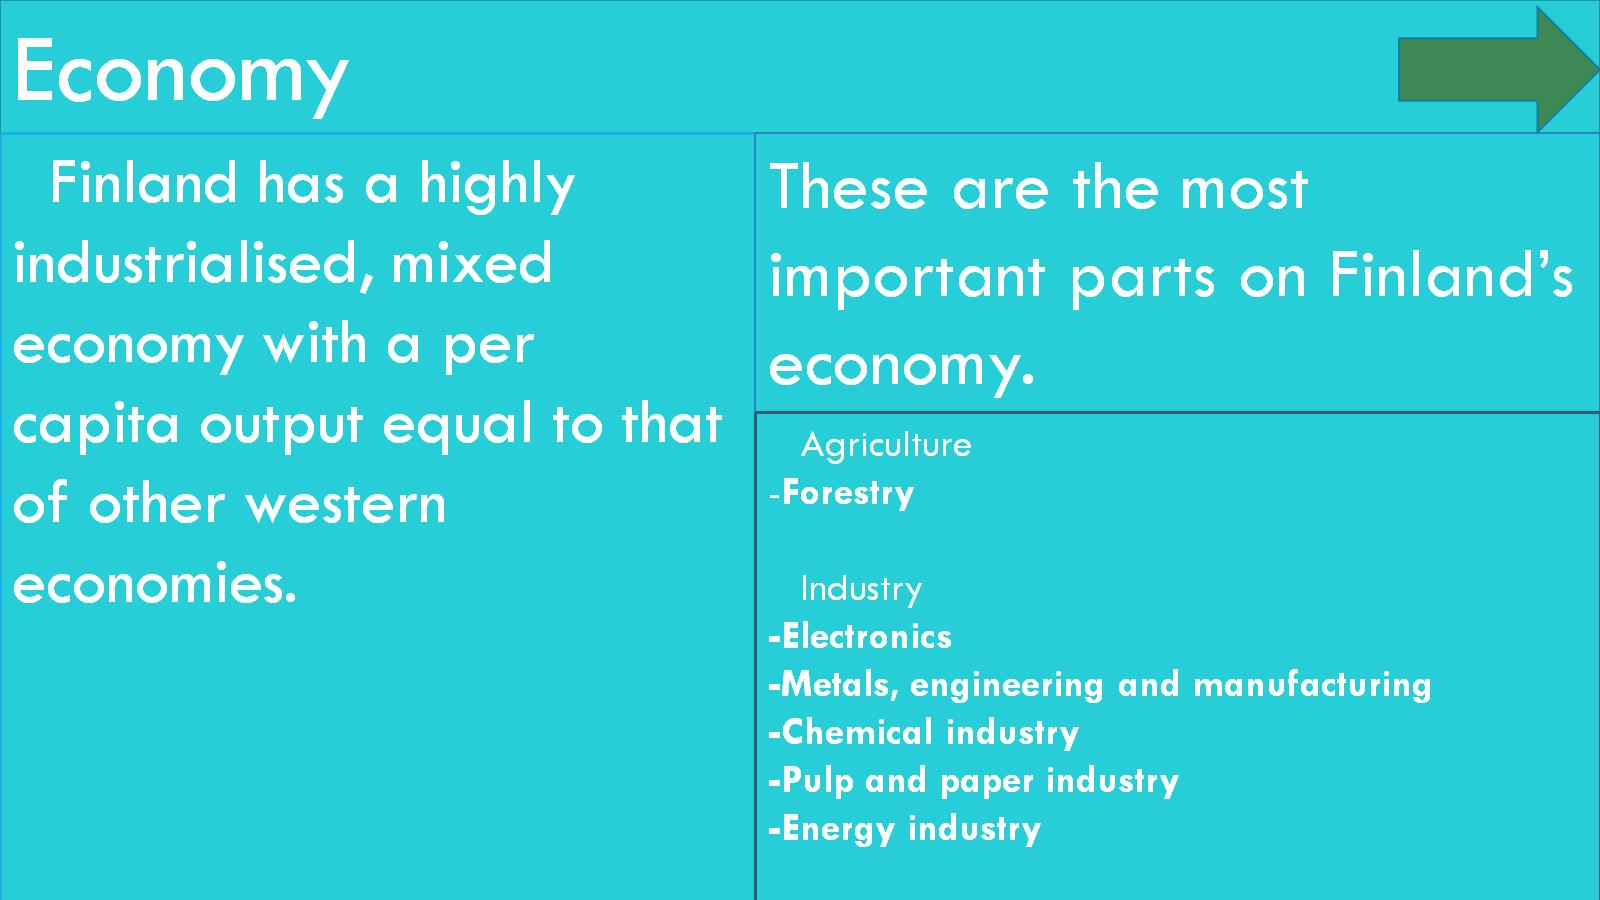 Economy
Finland has a highly
industrialised, mixed
economy with a per
capita output equal to that
of other western
economies.
These are the most
important parts on Finland’s
economy.
Agriculture
-Forestry
Industry
-Electronics
-Metals, engineering and manufacturing
-Chemical industry
-Pulp and paper industry
-Energy industry